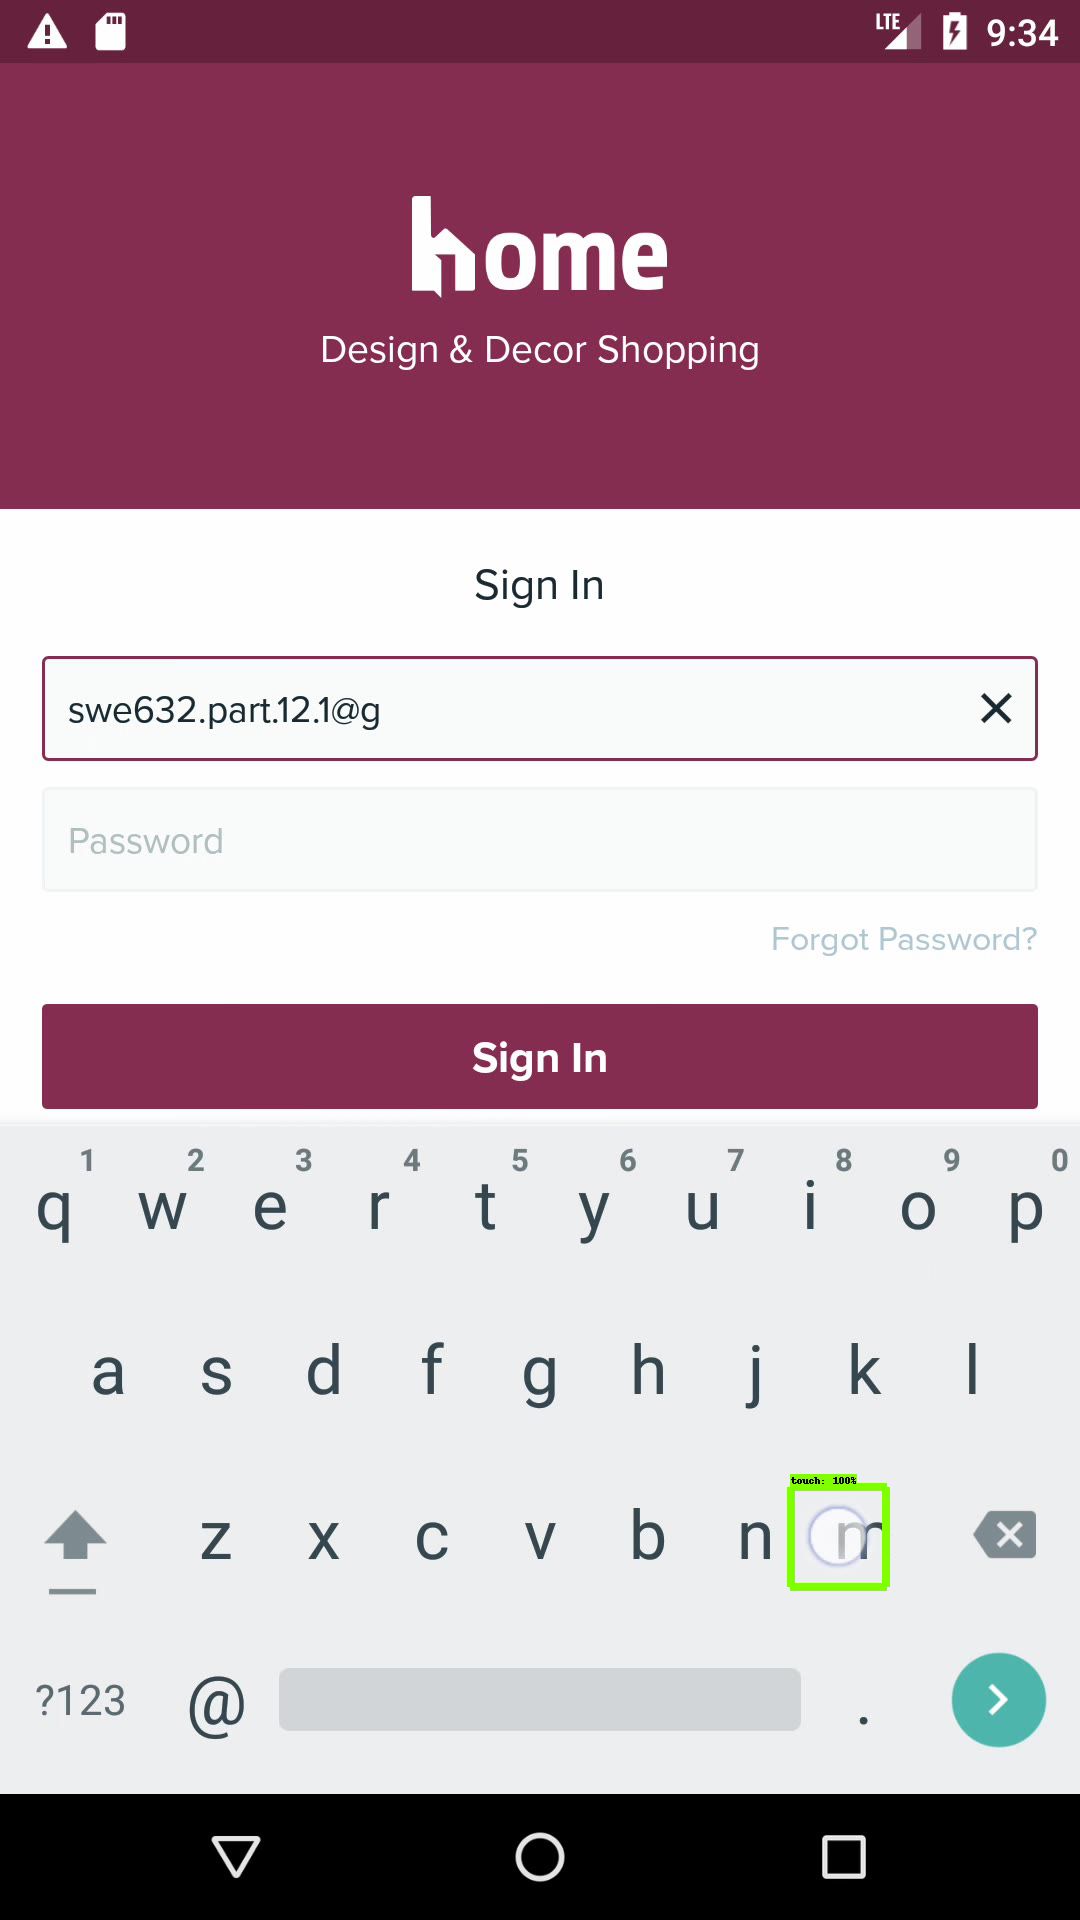 LTE 9:34
home
Design & Decor Shopping
Sign In
swe632.part.12.1@g
Password
Forgot Password?
Sign In
1 2 3 4 5 6 7 8 9 0
q w e r t y u i o p
a s d f g h j k l
touch: 100%
z x c v b n m
?123 @ .